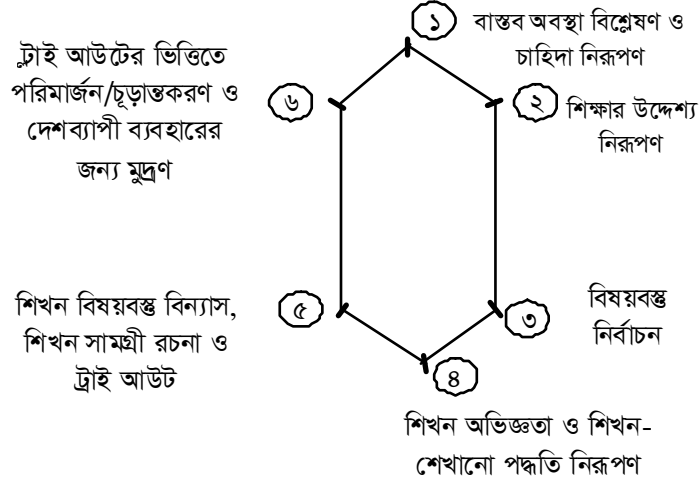 ১
বাস্তব অবস্থা বিশ্লেষণ ও
চাহিদা নিরূপণ
২
শিক্ষার উদ্দেশ্য
নিরূপণ
৩
বিষয়বস্তু
নির্বাচন
৪
শিখন অভিজ্ঞতা ও শিখন-
শেখানো পদ্ধতি নিরূপণ
৫
শিখন বিষয়বস্তু বিন্যাস,
শিখন সামগ্রী রচনা ও
ট্রাই আউট
৬
ট্রাই আউটের ভিত্তিতে
পরিমার্জন/চূড়ান্তকরণ ও
দেশব্যাপী ব্যবহারের
জন্য মুদ্রণ